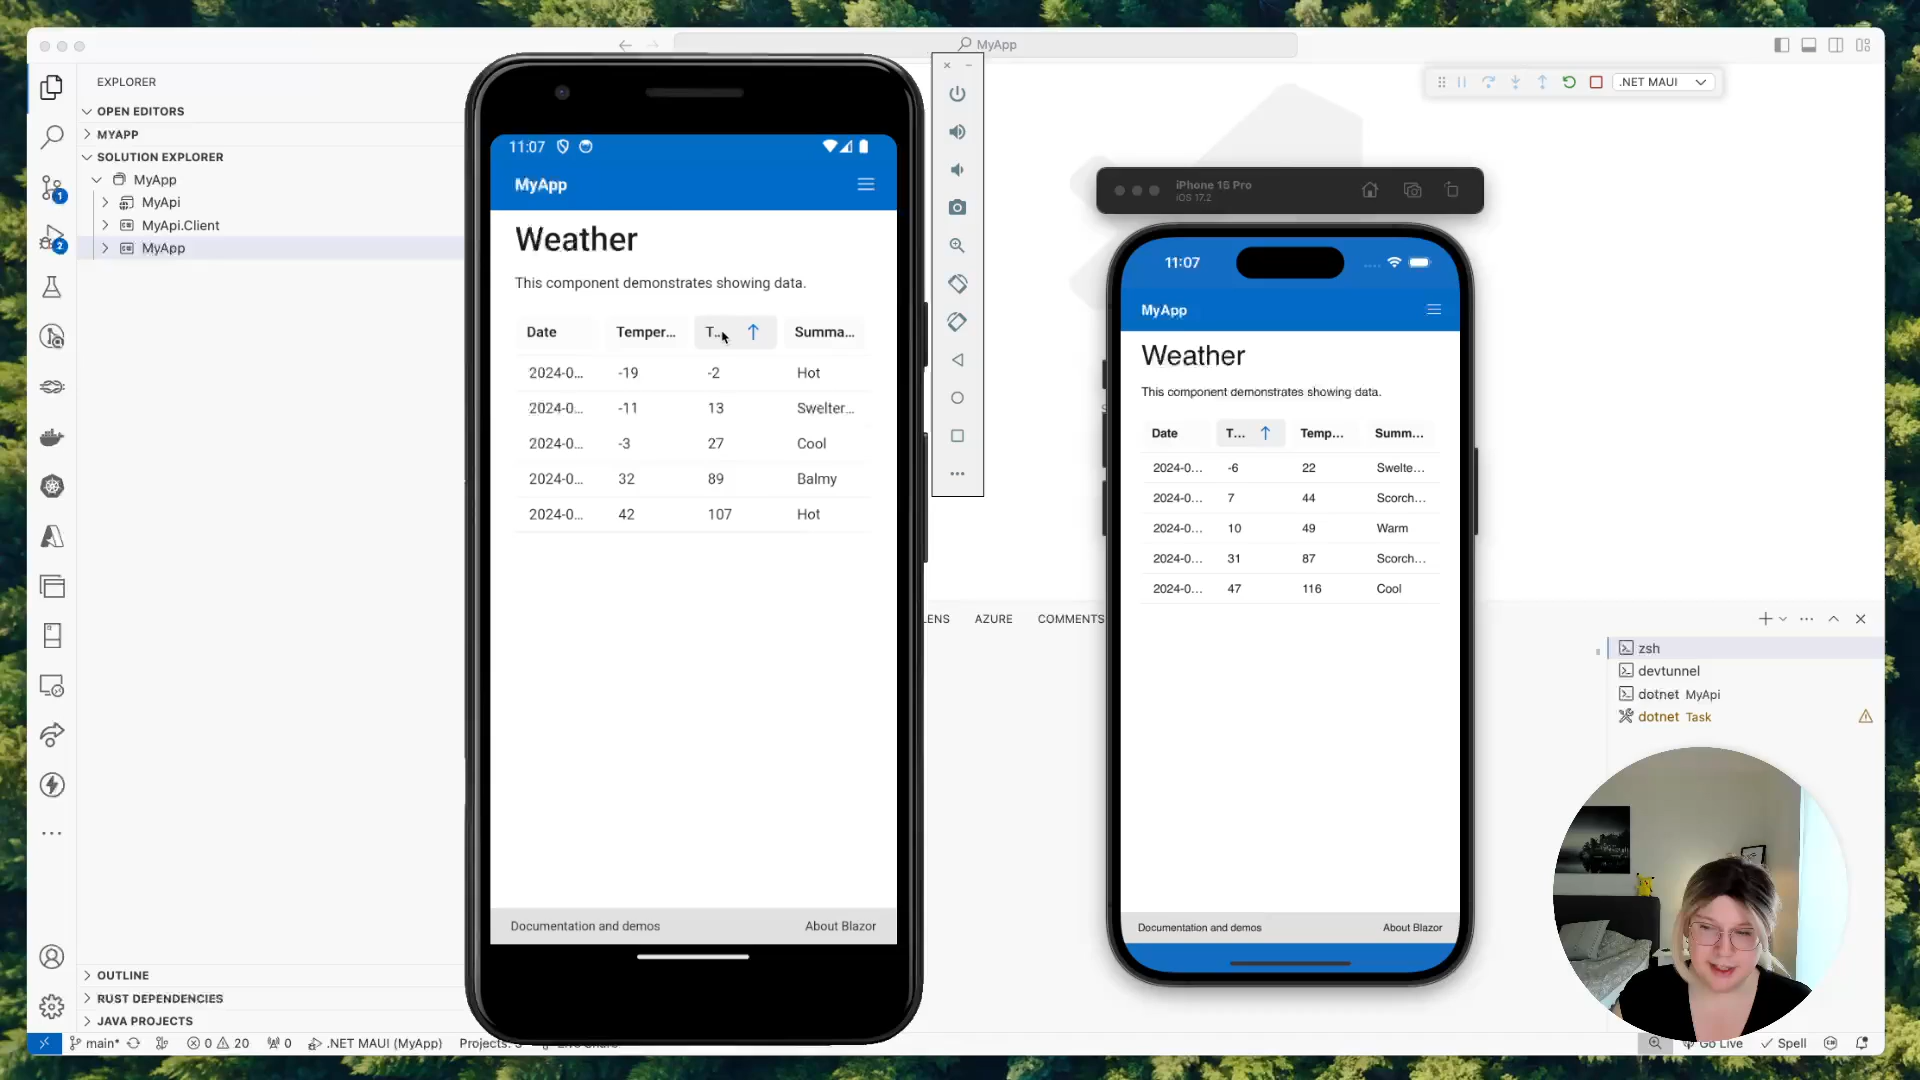 MyApp
EXPLORER
OPEN EDITORS
MYAPP
SOLUTION EXPLORER
MyApp
MyApi
MyApi.Client
MyApp
1
2
OUTLINE
RUST DEPENDENCIES
JAVA PROJECTS
.NET MAUI
11:07
MyApp
Weather
This component demonstrates showing data.
Date Temper... T... Summa...
2024-0... -19 -2 Hot
2024-0... -11 13 Swelter...
2024-0... -3 27 Cool
2024-0... 32 89 Balmy
2024-0... 42 107 Hot
Documentation and demos About Blazor
iPhone 15 Pro
iOS 17.2
11:07
MyApp
Weather
This component demonstrates showing data.
Date T... Temp... Summ...
2024-0... -6 22 Swelte...
2024-0... 7 44 Scorch...
2024-0... 10 49 Warm
2024-0... 31 87 Scorch...
2024-0... 47 116 Cool
Documentation and demos About Blazor
LENS AZURE COMMENTS
zsh
devtunnel
dotnet MyApi
dotnet Task
main* 0 20 0 .NET MAUI (MyApp) Projects: Go Live Spell